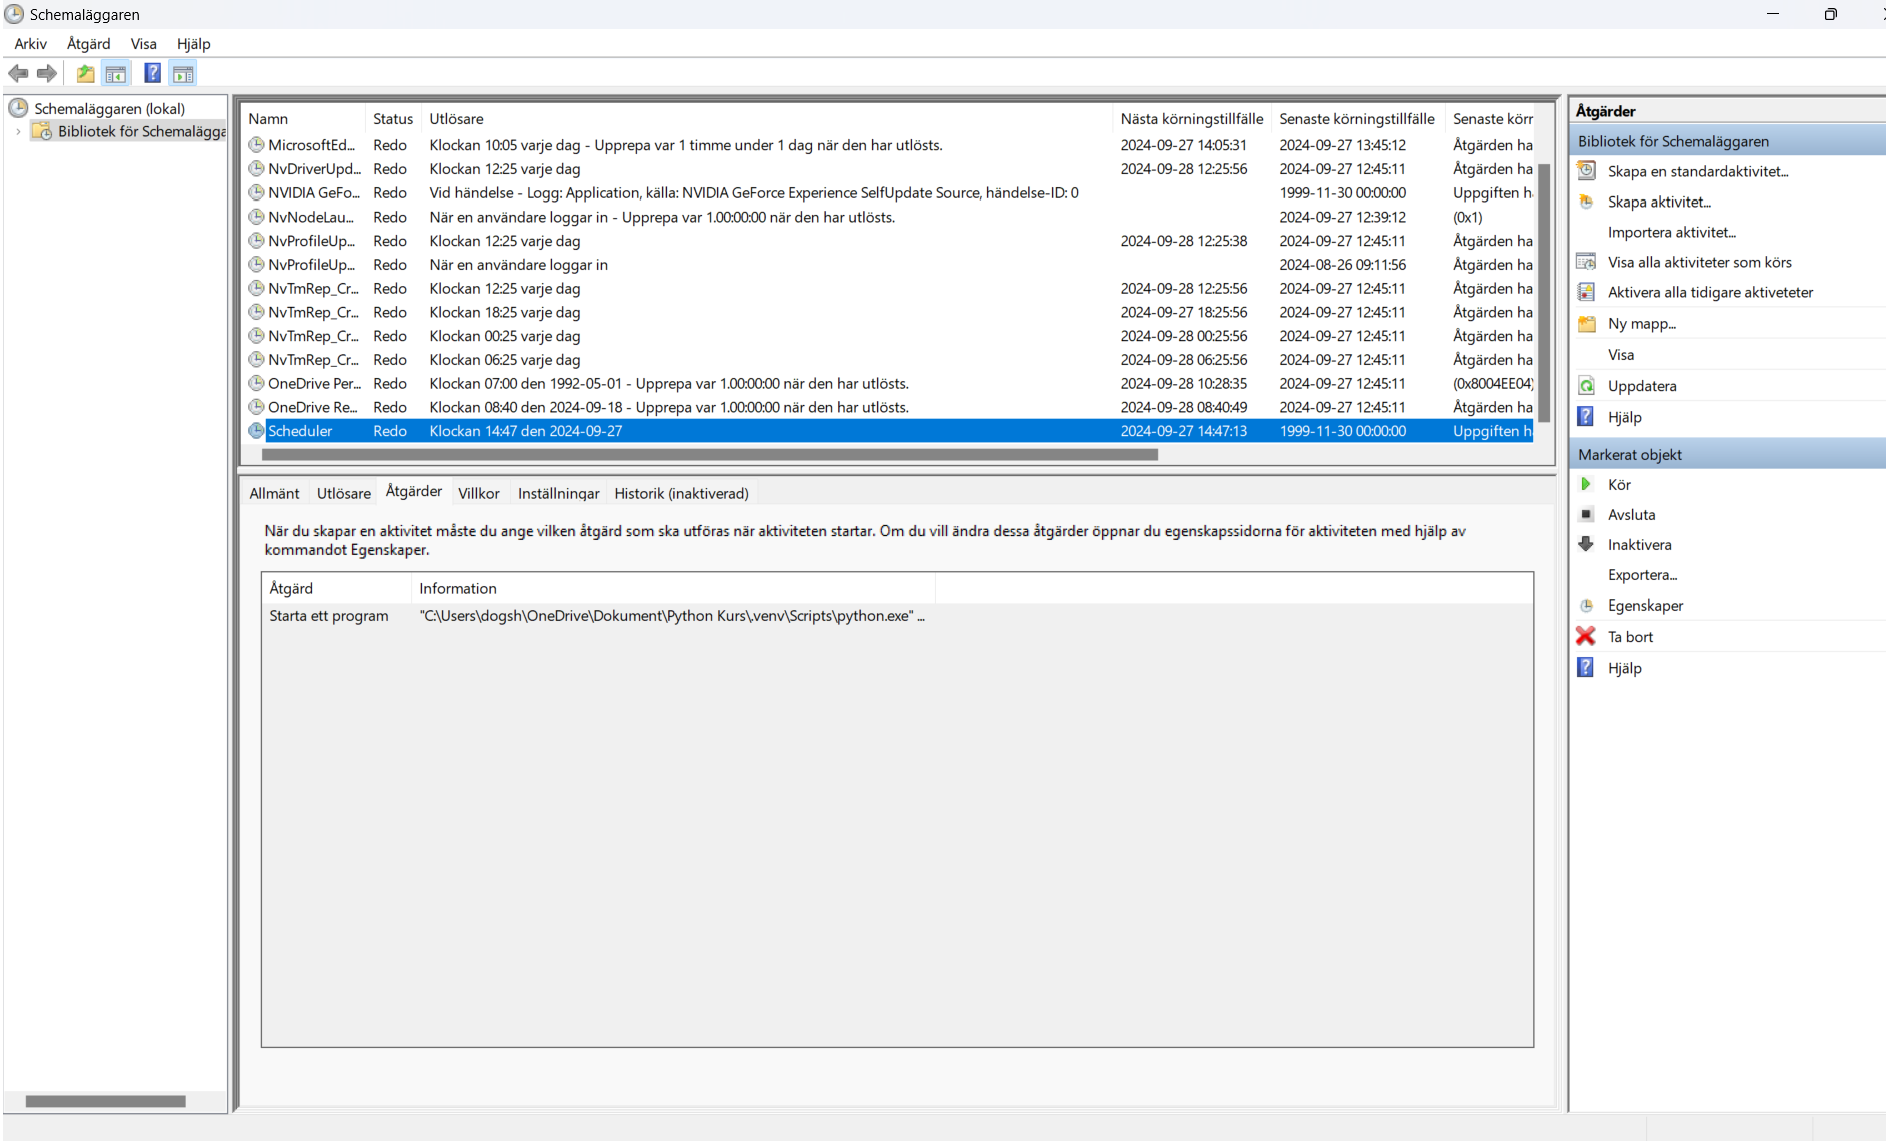 Schemaläggaren
Arkiv Åtgärd Visa Hjälp
Schemaläggaren (lokal)
Bibliotek för Schemalägga
Namn Status Utlösare Nästa körningstillfälle Senaste körningstillfälle Senaste körr
MicrosoftEd... Redo Klockan 10:05 varje dag - Upprepa var 1 timme under 1 dag när den har utlösts. 2024-09-27 14:05:31 2024-09-27 13:45:12 Åtgärden ha
NvDriverUpd... Redo Klockan 12:25 varje dag 2024-09-28 12:25:56 2024-09-27 12:45:11 Åtgärden ha
NVIDIA GeFo... Redo Vid händelse - Logg: Application, källa: NVIDIA GeForce Experience SelfUpdate Source, händelse-ID: 0 1999-11-30 00:00:00 Uppgiften h
NvNodeLau... Redo När en användare loggar in - Upprepa var 1.00:00:00 när den har utlösts. 2024-09-27 12:39:12 (0x1)
NvProfileUp... Redo Klockan 12:25 varje dag 2024-09-28 12:25:38 2024-09-27 12:45:11 Åtgärden ha
NvProfileUp... Redo När en användare loggar in 2024-08-26 09:11:56 Åtgärden ha
NvTmRep_Cr... Redo Klockan 12:25 varje dag 2024-09-28 12:25:56 2024-09-27 12:45:11 Åtgärden ha
NvTmRep_Cr... Redo Klockan 18:25 varje dag 2024-09-27 18:25:56 2024-09-27 12:45:11 Åtgärden ha
NvTmRep_Cr... Redo Klockan 00:25 varje dag 2024-09-28 00:25:56 2024-09-27 12:45:11 Åtgärden ha
NvTmRep_Cr... Redo Klockan 06:25 varje dag 2024-09-28 06:25:56 2024-09-27 12:45:11 Åtgärden ha
OneDrive Per... Redo Klockan 07:00 den 1992-05-01 - Upprepa var 1.00:00:00 när den har utlösts. 2024-09-28 10:28:35 2024-09-27 12:45:11 (0x8004EE04)
OneDrive Re... Redo Klockan 08:40 den 2024-09-18 - Upprepa var 1.00:00:00 när den har utlösts. 2024-09-28 08:40:49 2024-09-27 12:45:11 Åtgärden ha
Scheduler Redo Klockan 14:47 den 2024-09-27 2024-09-27 14:47:13 1999-11-30 00:00:00 Uppgiften h
Allmänt Utlösare Åtgärder Villkor Inställningar Historik (inaktiverad)
När du skapar en aktivitet måste du ange vilken åtgärd som ska utföras när aktiviteten startar. Om du vill ändra dessa åtgärder öppnar du egenskapssidorna för aktiviteten med hjälp av
kommandot Egenskaper.
Åtgärd Information
Starta ett program "C:\Users\dogsh\OneDrive\Dokument\Python Kurs\.venv\Scripts\python.exe" ...
Åtgärder
Bibliotek för Schemaläggaren
Skapa en standardaktivitet...
Skapa aktivitet...
Importera aktivitet...
Visa alla aktiviteter som körs
Aktivera alla tidigare aktiveteter
Ny mapp...
Visa
Uppdatera
Hjälp
Markerat objekt
Kör
Avsluta
Inaktivera
Exportera...
Egenskaper
Ta bort
Hjälp